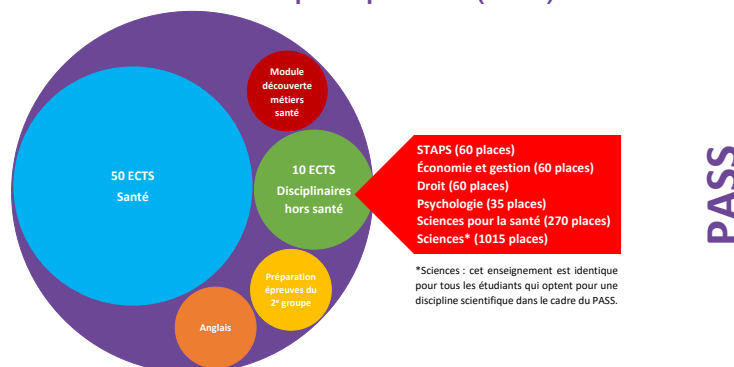 Module
découverte
métiers
santé
50 ECTS
Santé
10 ECTS
Disciplinaires
hors santé
STAPS (60 places)
Économie et gestion (60 places)
Droit (60 places)
Psychologie (35 places)
Sciences pour la santé (270 places)
Sciences* (1015 places)
*Sciences : cet enseignement est identique
pour tous les étudiants qui optent pour une
discipline scientifique dans le cadre du PASS.
Préparation
épreuves du
2e groupe
Anglais
PASS